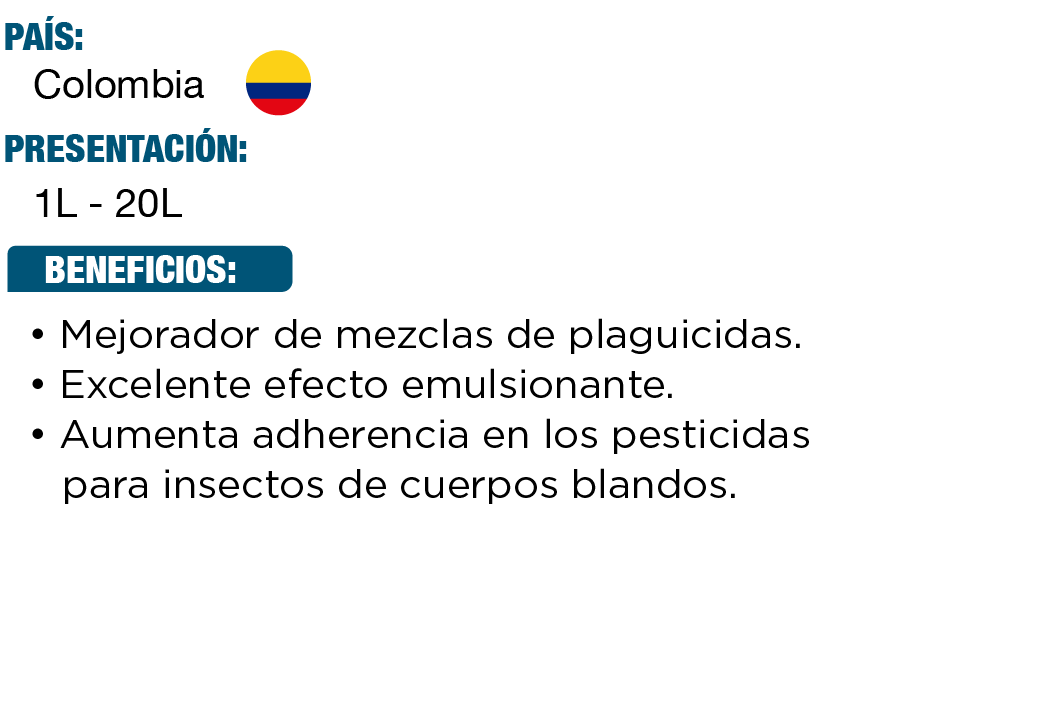 PAÍS:
Colombia
PRESENTACIÓN:
1L - 20L
BENEFICIOS:
• Mejorador de mezclas de plaguicidas.
• Excelente efecto emulsionante.
• Aumenta adherencia en los pesticidas
para insectos de cuerpos blandos.